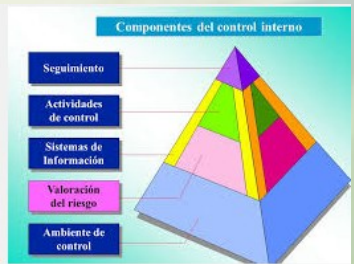 Componentes del control interno
Seguimiento
Actividades
de control
Sistemas de
Información
Valoración
del riesgo
Ambiente de
control